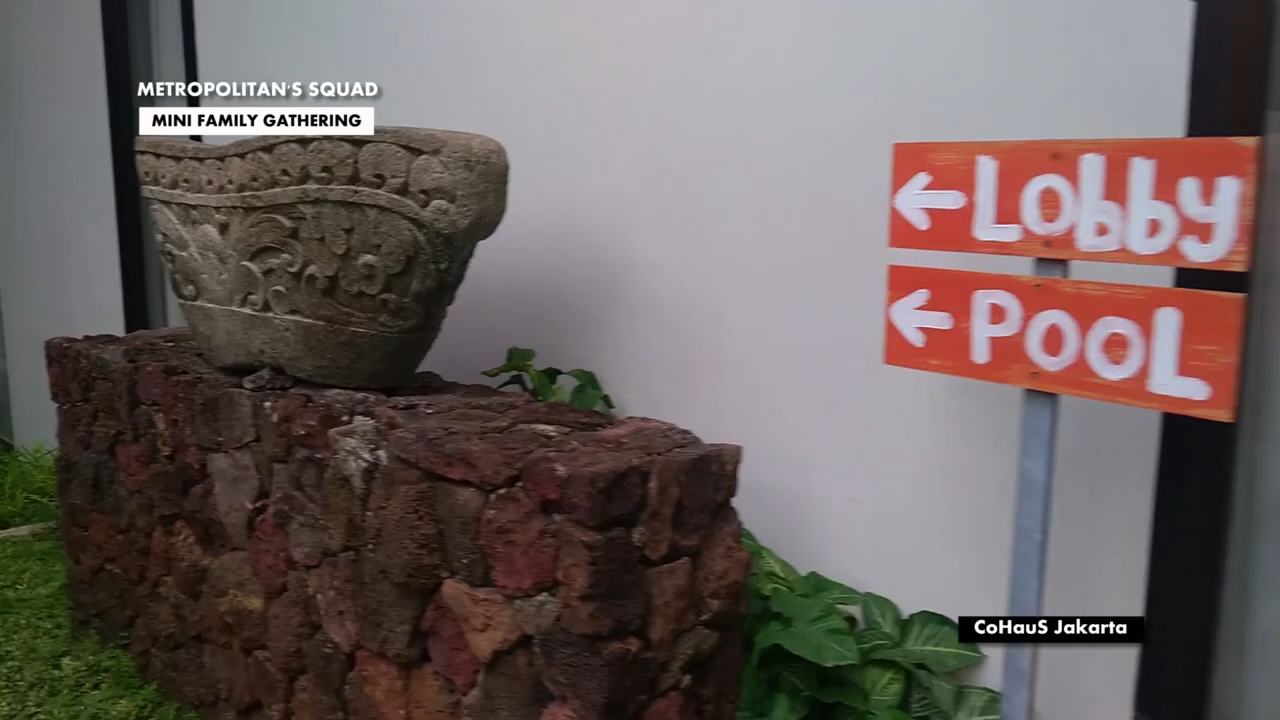 METROPOLITAN'S SQUAD
MINI FAMILY GATHERING
← Lobby
← POOL
CoHauS Jakarta